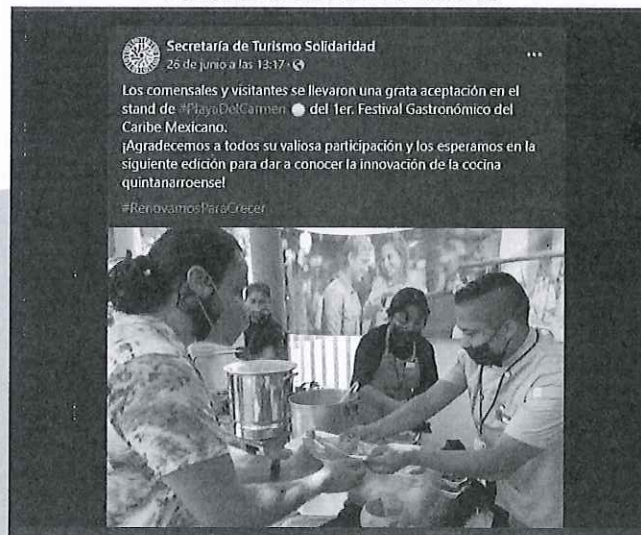 Secretaría de Turismo Solidaridad
26 de junio a las 13:17 ·
Los comensales y visitantes se llevaron una grata aceptación en el
stand de #PlayaDelCarmen del 1er. Festival Gastronómico del
Caribe Mexicano.
¡Agradecemos a todos su valiosa participación y los esperamos en la
siguiente edición para dar a conocer la innovación de la cocina
quintanarroense!
#RenovamosParaCrecer